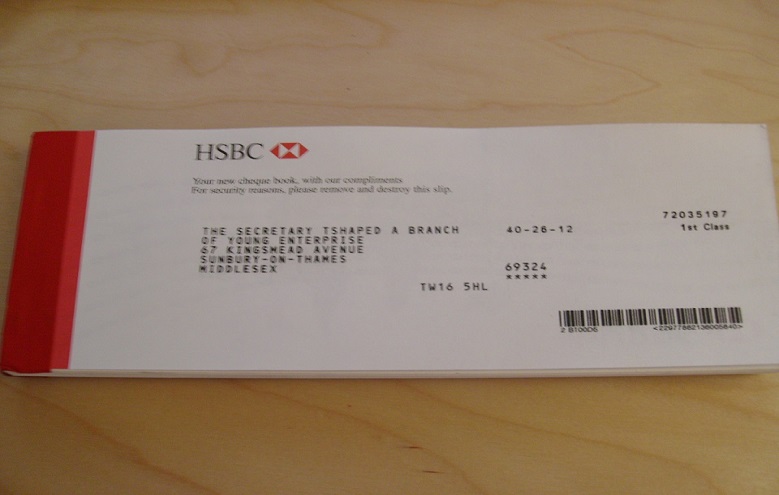 HSBC
Your new cheque book, with our compliments
For security reasons, please remove and destroy this slip.
72035197
1st Class
THE SECRETARY TSHAPED A BRANCH
OF YOUNG ENTERPRISE
67 KINGSMEAD AVENUE
SUNBURY-ON-THAMES
MIDDLESEX
TW16 5HL
40-26-12
69324
*****
2 BT00D6
<22977882136005840>